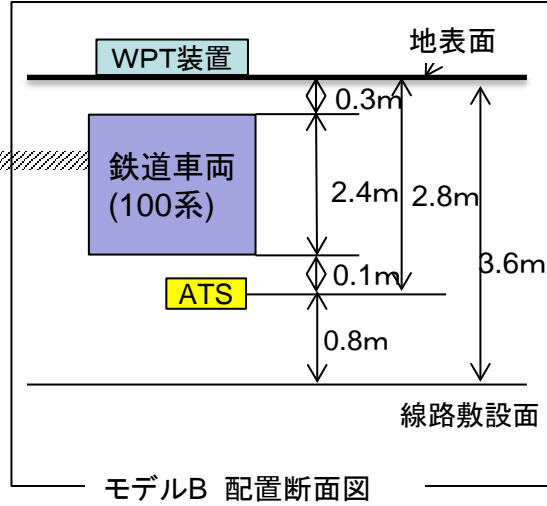 地表面
WPT装置
0.3m
鉄道車両
(100系)
2.4m
2.8m
3.6m
0.1m
ATS
0.8m
線路敷設面
モデルB 配置断面図